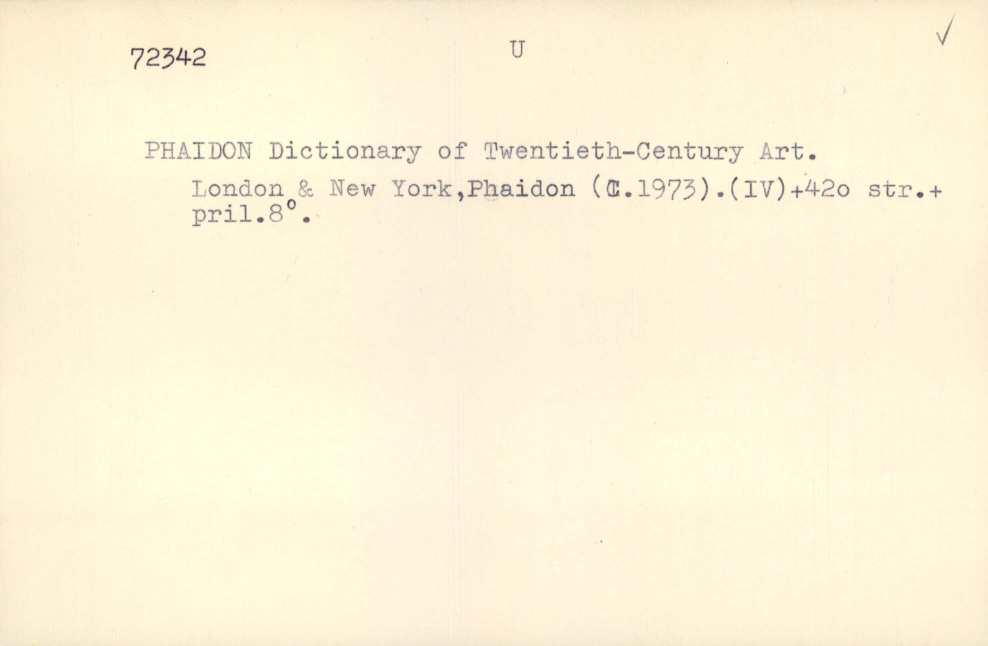 72342 U ✓
PHAIDON Dictionary of Twentieth-Century Art.
London & New York,Phaidon (C.1973).(IV)+42o str.+
pril.8°.